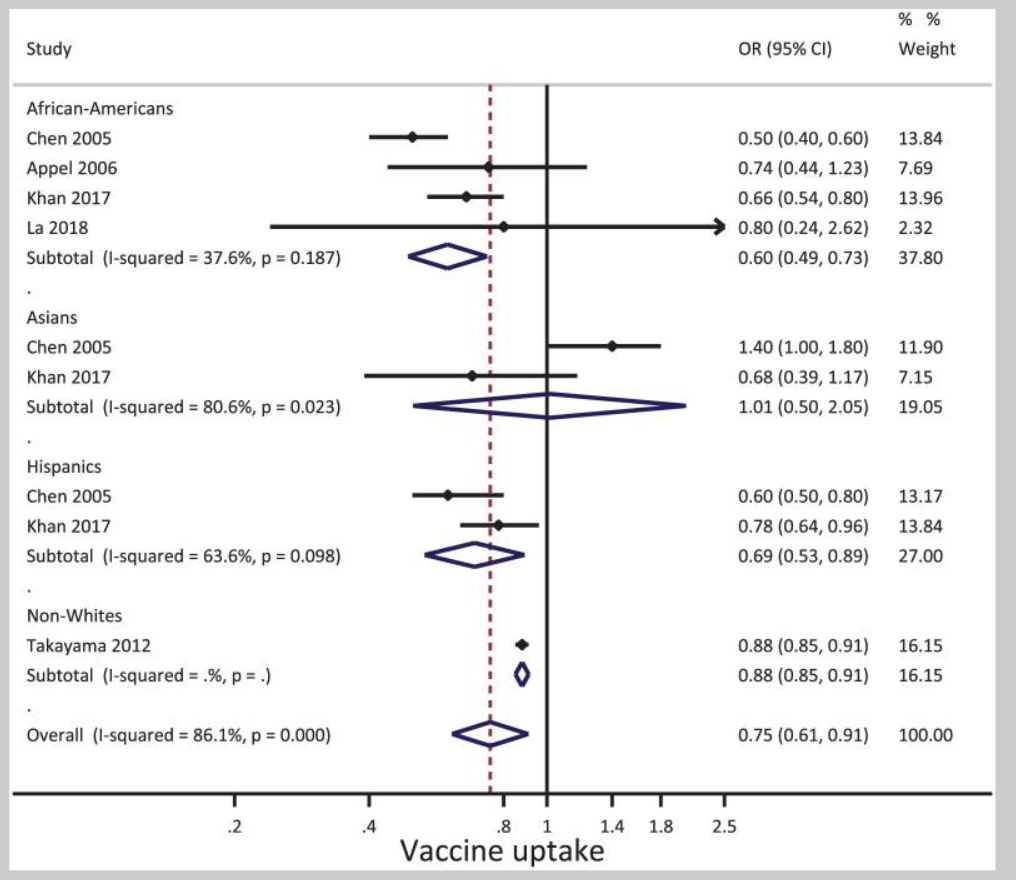 % %
Study OR (95% CI) Weight
African-Americans
Chen 2005 0.50 (0.40, 0.60) 13.84
Appel 2006 0.74 (0.44, 1.23) 7.69
Khan 2017 0.66 (0.54, 0.80) 13.96
La 2018 0.80 (0.24, 2.62) 2.32
Subtotal (I-squared = 37.6%, p = 0.187) 0.60 (0.49, 0.73) 37.80
.
Asians
Chen 2005 1.40 (1.00, 1.80) 11.90
Khan 2017 0.68 (0.39, 1.17) 7.15
Subtotal (I-squared = 80.6%, p = 0.023) 1.01 (0.50, 2.05) 19.05
.
Hispanics
Chen 2005 0.60 (0.50, 0.80) 13.17
Khan 2017 0.78 (0.64, 0.96) 13.84
Subtotal (I-squared = 63.6%, p = 0.098) 0.69 (0.53, 0.89) 27.00
.
Non-Whites
Takayama 2012 0.88 (0.85, 0.91) 16.15
Subtotal (I-squared = .%, p = .) 0.88 (0.85, 0.91) 16.15
.
Overall (I-squared = 86.1%, p = 0.000) 0.75 (0.61, 0.91) 100.00
.2 .4 .8 1 1.4 1.8 2.5
Vaccine uptake